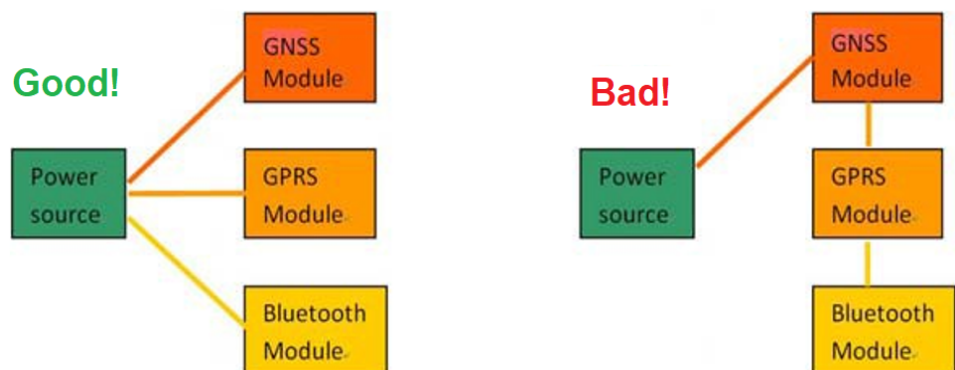 Good!
GNSS
Module
Power
source
GPRS
Module
Bluetooth
Module
Bad!
GNSS
Module
Power
source
GPRS
Module
Bluetooth
Module